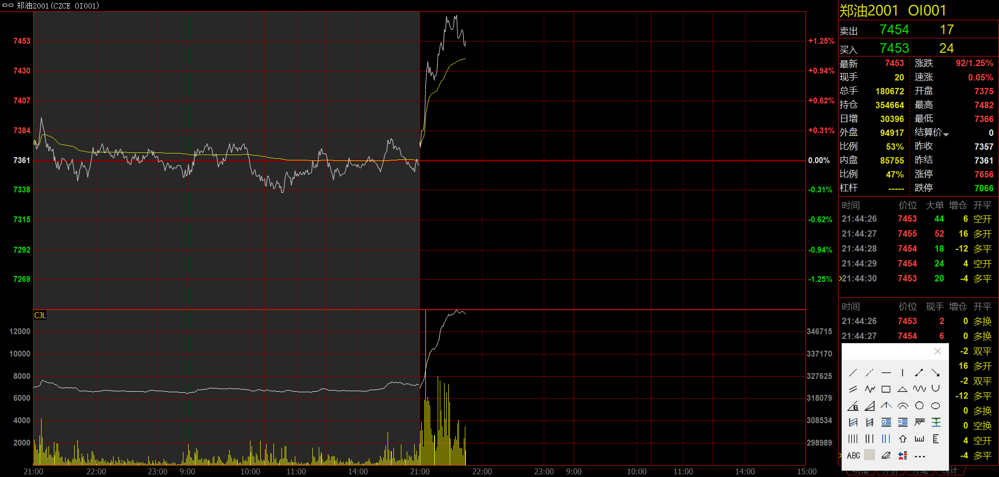 郑油2001(CZCE OI001)
7453
7430
7407
7384
7361
7338
7315
7292
7269
+1.25%
+0.94%
+0.62%
+0.31%
0.00%
-0.31%
-0.62%
-0.94%
-1.25%
CJL
12000
10000
8000
6000
4000
2000
346715
337170
327625
318079
308534
298989
21:00 22:00 23:00 9:00 10:00 11:00 14:00 21:00 22:00 23:00 9:00 10:00 11:00 14:00 15:00
郑油2001 OI001
卖出 7454 17
买入 7453 24
最新 7453 涨跌 92/1.25%
现手 20 速涨 0.05%
总手 180672 开盘 7375
持仓 354664 最高 7482
日增 30396 最低 7366
外盘 94917 结算价 0
比例 53% 昨收 7357
内盘 85755 昨结 7361
比例 47% 涨停 7656
杠杆 ----- 跌停 7066
时间 价位 大单 增仓 开平
21:44:26 7453 44 6 空开
21:44:27 7455 52 16 多开
21:44:28 7454 18 -12 多平
21:44:29 7454 24 4 空开
21:44:30 7453 20 -4 多平
时间 价位 现手 增仓 开平
21:44:26 7453 2 0 多换
21:44:27 7454 6 0 多换
-2 双平
16 多开
-2 双平
-12 多平
0 多换
0 空换
4 空开
-4 多平
G
ABC